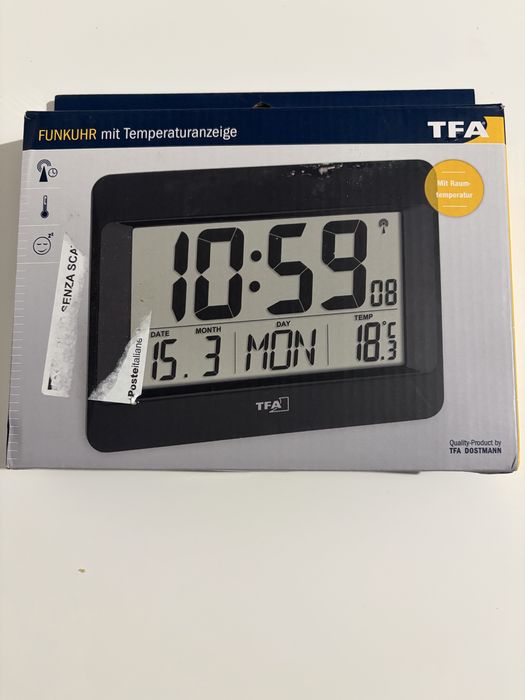 FUNKUHR mit Temperaturanzeige
TFA
Mit Raum-
temperatur
SENZA SCA
10:59 08
DATE MONTH DAY TEMP
15. 3 MON 18.3 °C
Posteitaliane
TFA
Quality-Product by
TFA DOSTMANN